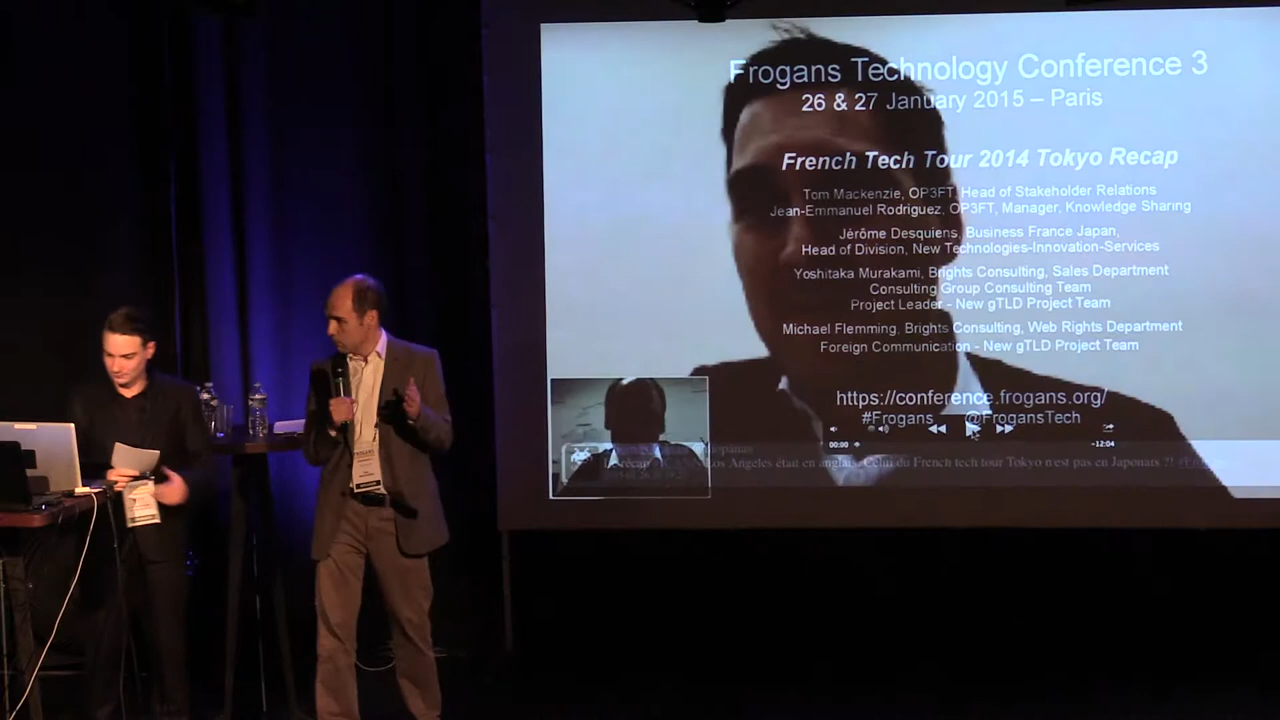 Frogans Technology Conference 3
26 & 27 January 2015 – Paris
French Tech Tour 2014 Tokyo Recap
Tom Mackenzie, OP3FT, Head of Stakeholder Relations
Jean-Emmanuel Rodriguez, OP3FT, Manager, Knowledge Sharing
Jérôme Desquiens, Business France Japan,
Head of Division, New Technologies-Innovation-Services
Yoshitaka Murakami, Brights Consulting, Sales Department
Consulting Group Consulting Team
Project Leader - New gTLD Project Team
Michael Flemming, Brights Consulting, Web Rights Department
Foreign Communication - New gTLD Project Team
https://conference.frogans.org/
#Frogans @FrogansTech
00:00
-12:04
Los Angeles était en anglais. Celui du French tech tour Tokyo n'est pas en Japonais ?!